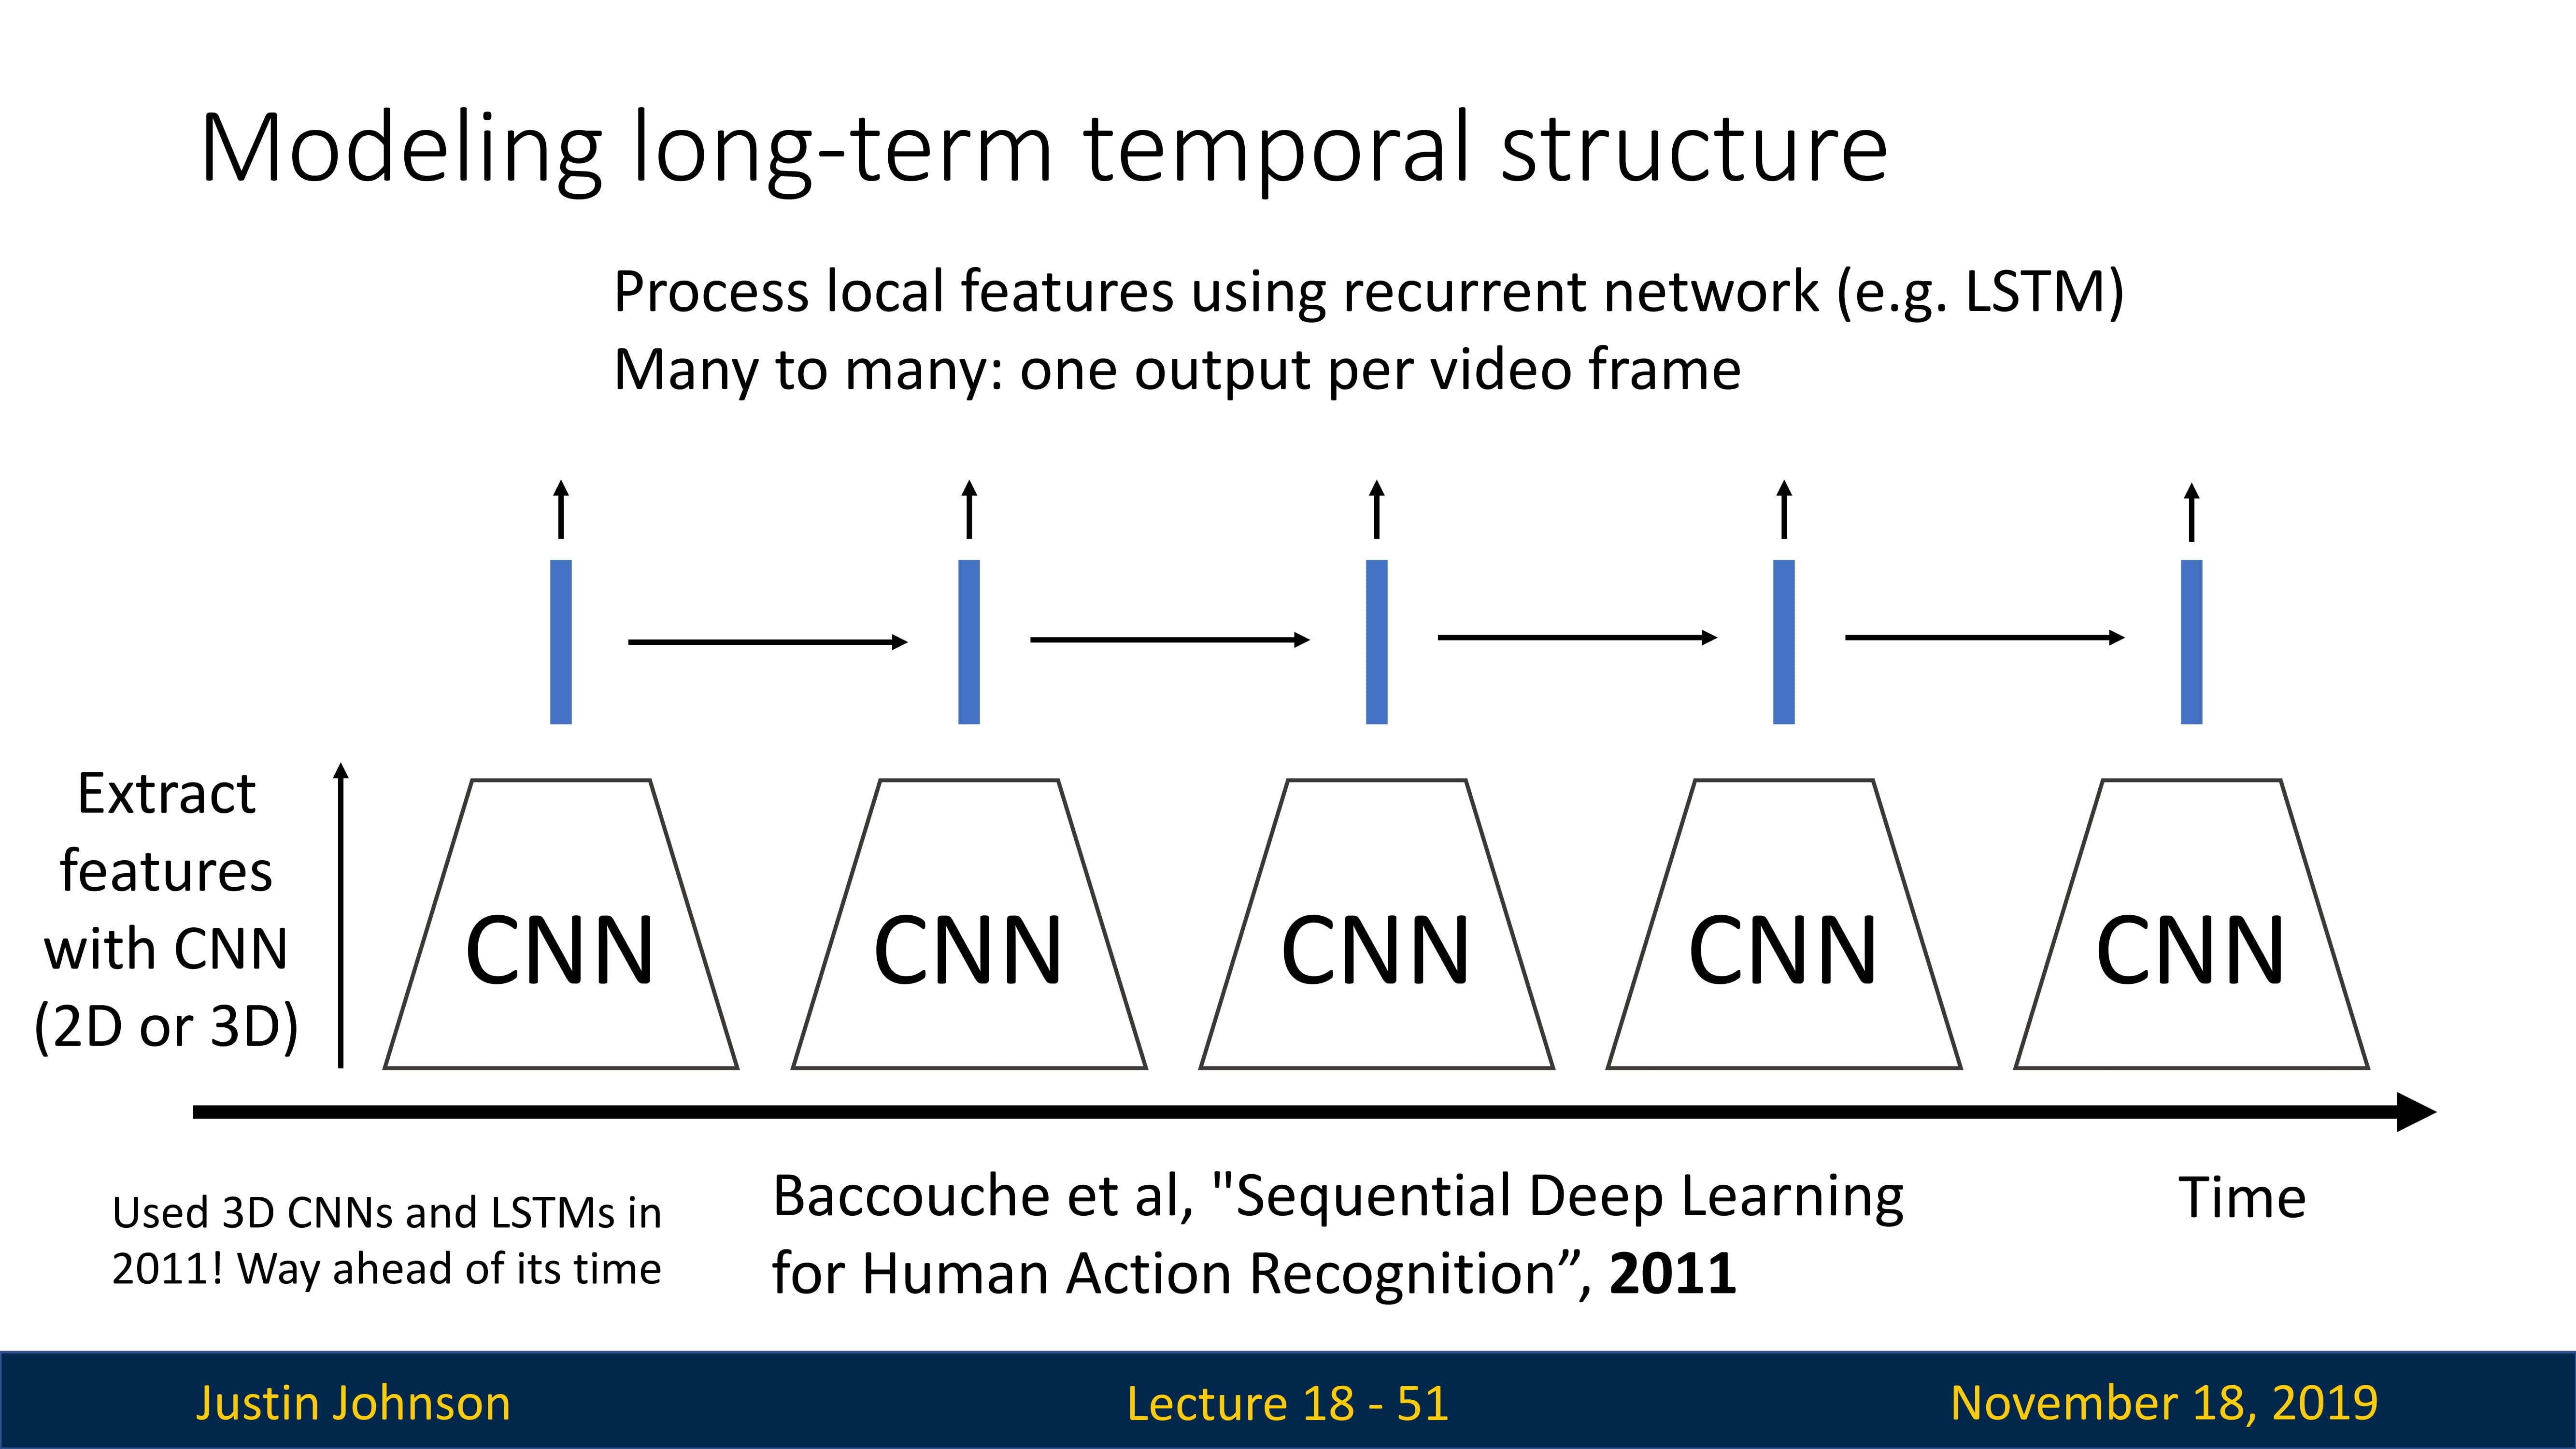 Modeling long-term temporal structure
Process local features using recurrent network (e.g. LSTM)
Many to many: one output per video frame
Extract
features
with CNN
(2D or 3D)
CNN
CNN
CNN
CNN
CNN
Time
Used 3D CNNs and LSTMs in
2011! Way ahead of its time
Baccouche et al, "Sequential Deep Learning
for Human Action Recognition”, 2011
Justin Johnson
Lecture 18 - 51
November 18, 2019